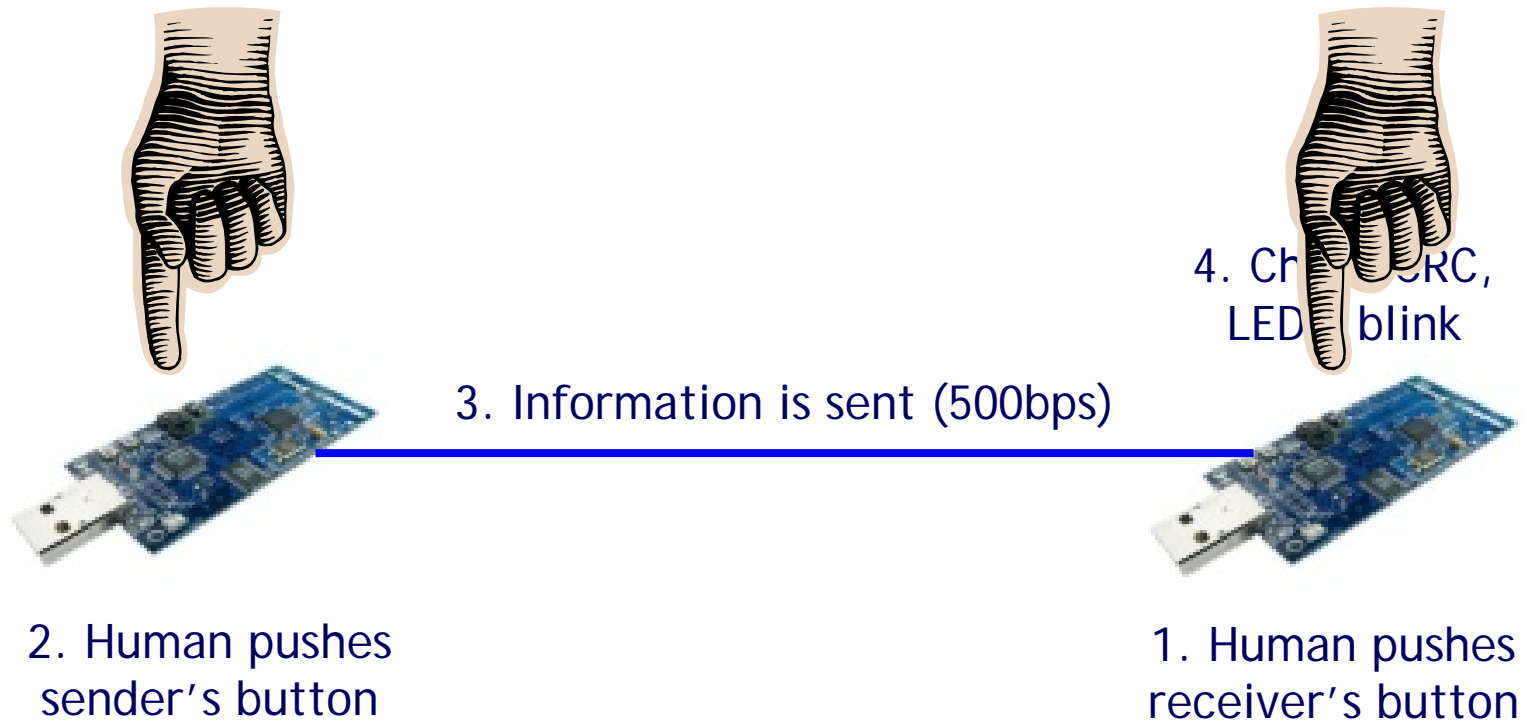 4. Ch CRC,
LED blink
3. Information is sent (500bps)
2. Human pushes
sender's button
1. Human pushes
receiver's button